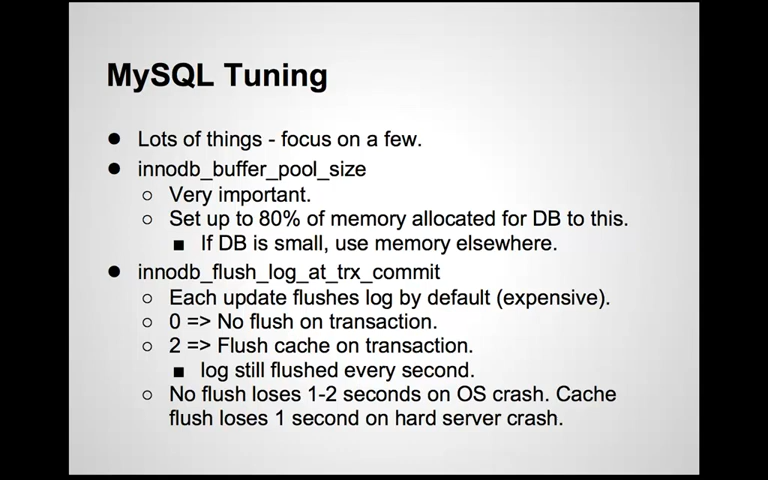 MySQL Tuning
● Lots of things - focus on a few.
● innodb_buffer_pool_size
○ Very important.
○ Set up to 80% of memory allocated for DB to this.
■ If DB is small, use memory elsewhere.
● innodb_flush_log_at_trx_commit
○ Each update flushes log by default (expensive).
○ 0 => No flush on transaction.
○ 2 => Flush cache on transaction.
■ log still flushed every second.
○ No flush loses 1-2 seconds on OS crash. Cache
flush loses 1 second on hard server crash.